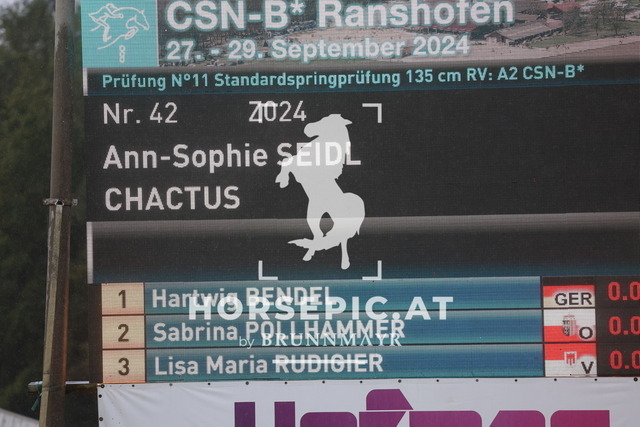 CSN-B* Ranshofen
27. - 29. September 2024
Prüfung N°11 Standardspringprüfung 135 cm RV: A2 CSN-B*
Nr. 42 Z024
Ann-Sophie SEIDL
CHACTUS
1 Hartwig BENDEL GER 0.0
HORSEPIC.AT
2 Sabrina POLLHAMMER O 0.0
by BRUNNMAYR
3 Lisa Maria RUDIGIER V 0.0